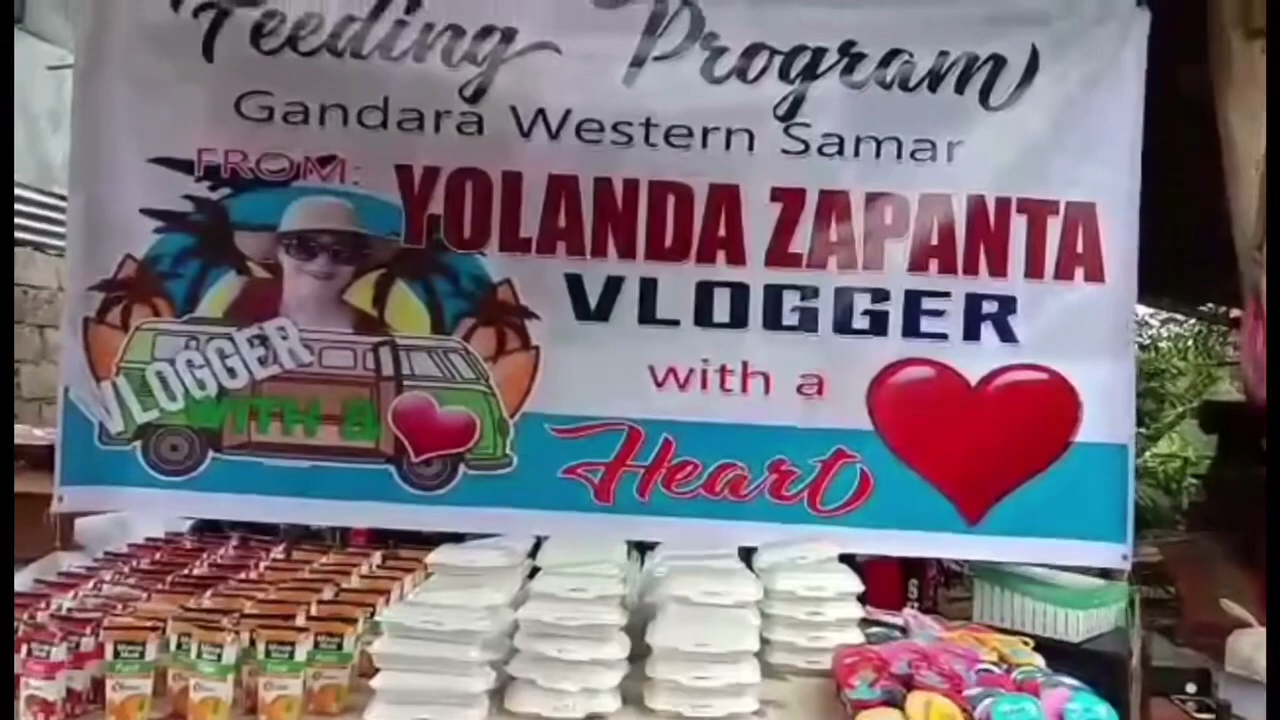 Feeding Program
Gandara Western Samar
FROM:
YOLANDA ZAPANTA
VLOGGER
with a
Heart
VLOGGER
WITH a